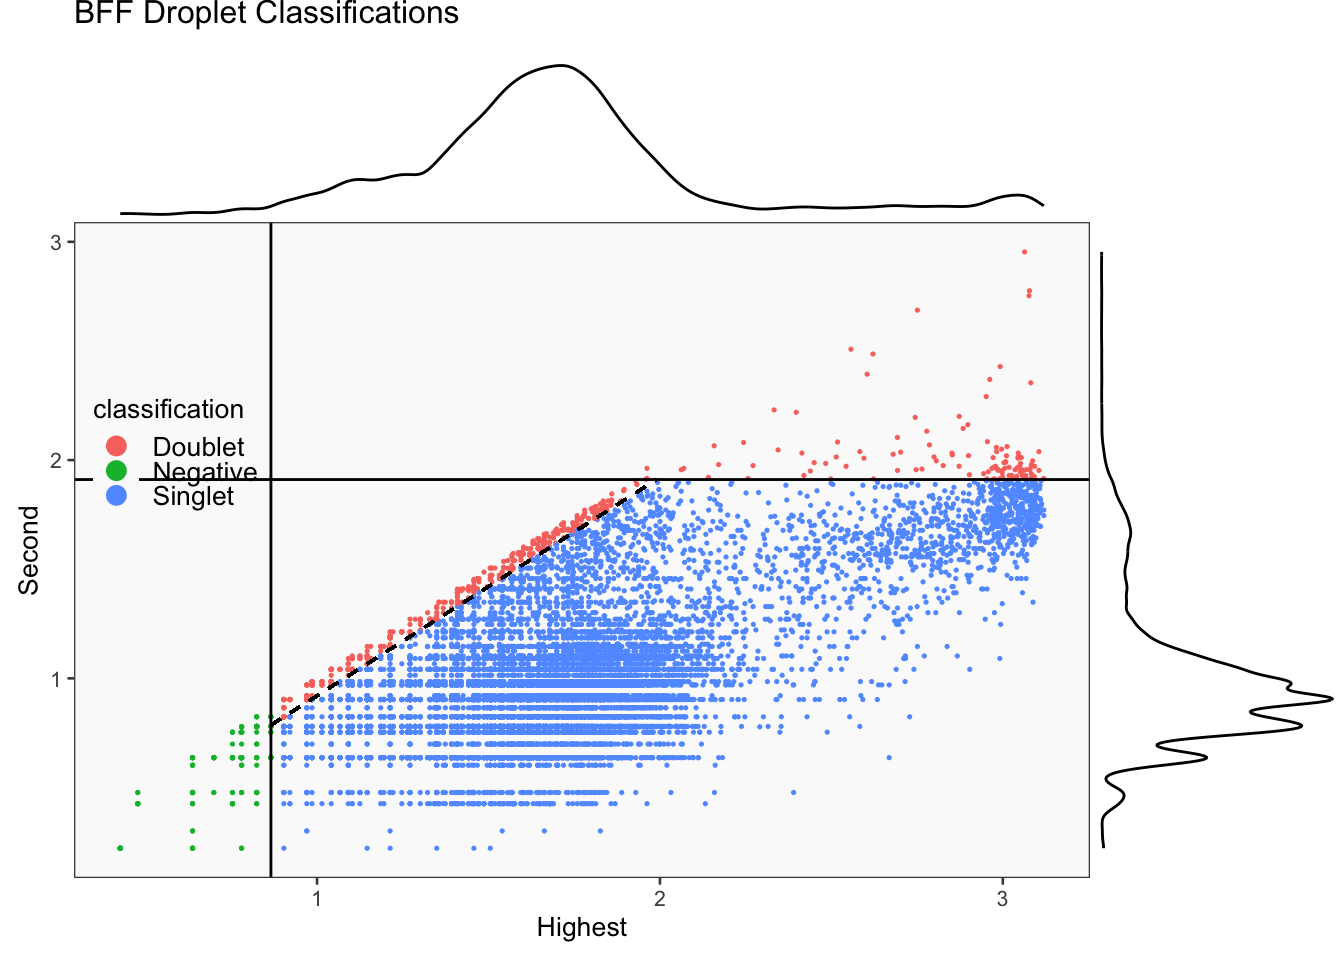 BFF Droplet Classifications
3
2
1
Second
classification
Doublet
Negative
Singlet
1
2
3
Highest